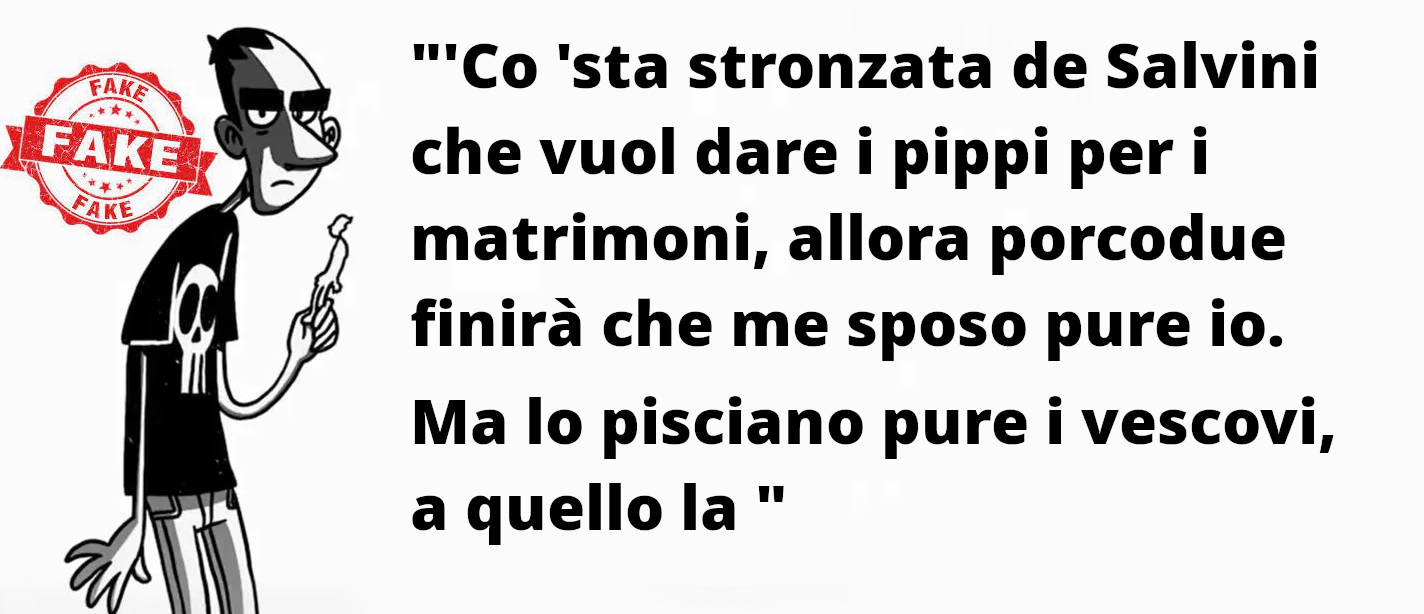 FAKE
FAKE
FAKE
"'Co 'sta stronzata de Salvini
che vuol dare i pippi per i
matrimoni, allora porcodue
finirà che me sposo pure io.
Ma lo pisciano pure i vescovi,
a quello la "